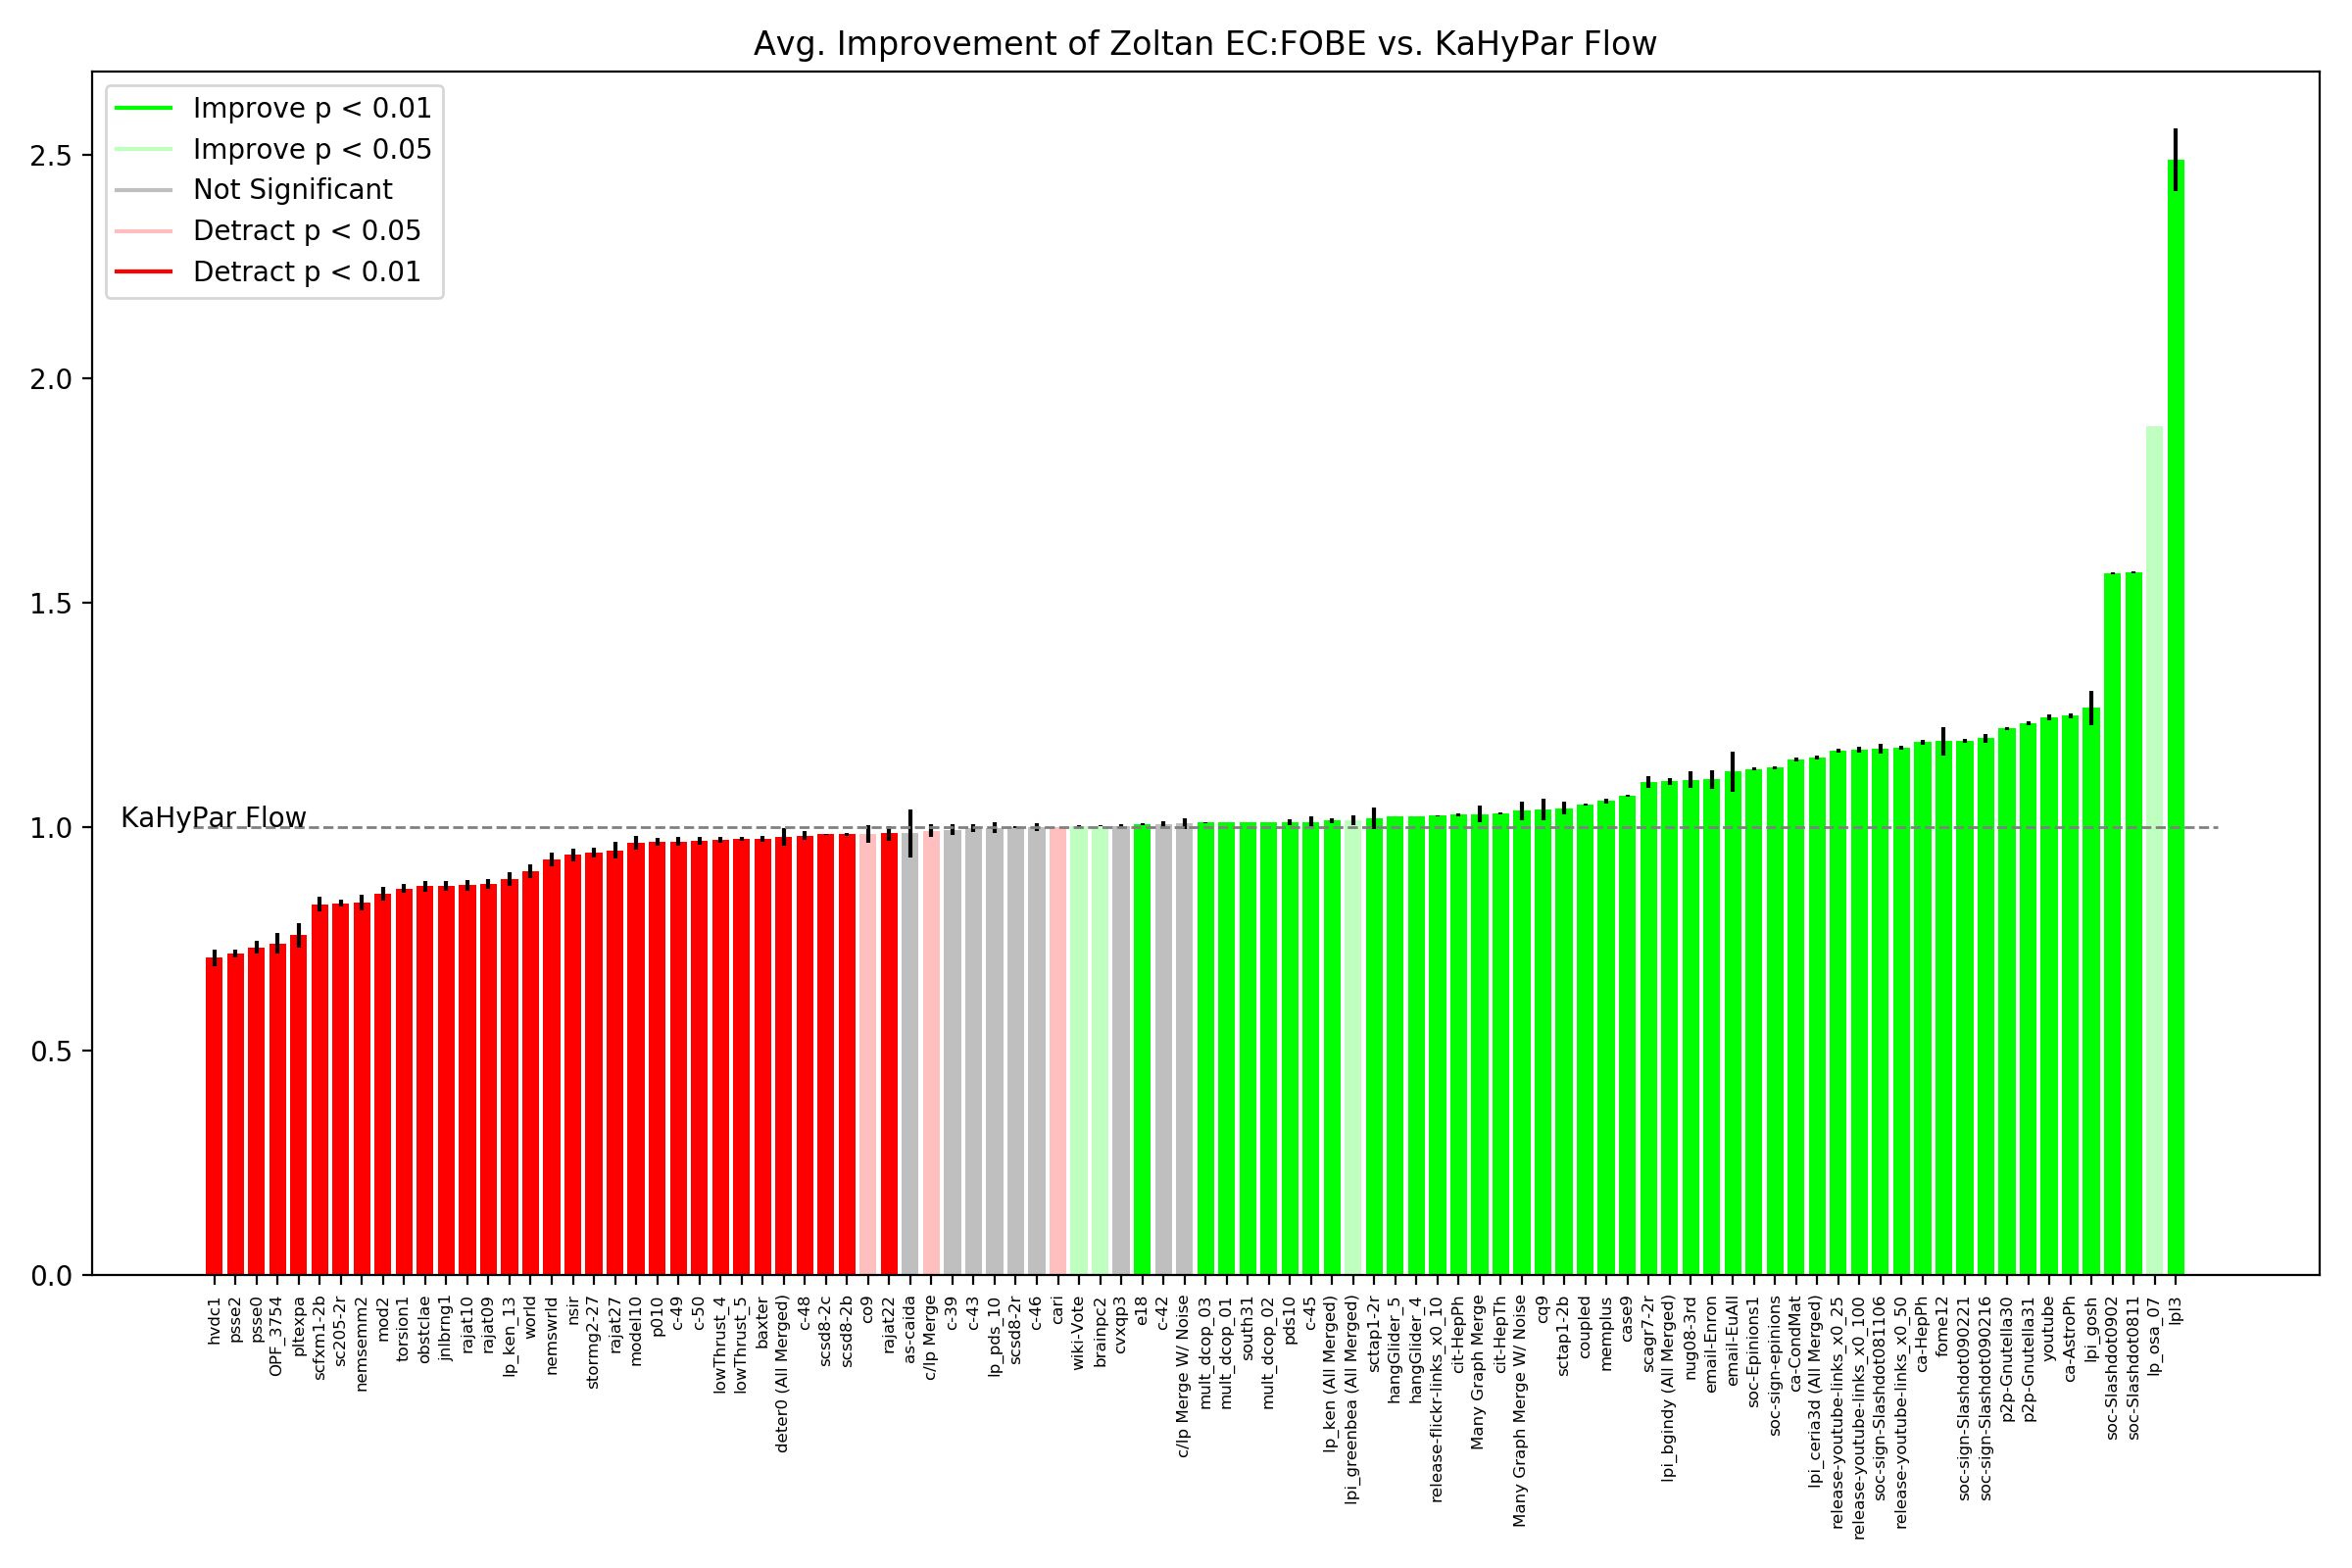 Avg. Improvement of Zoltan EC:FOBE vs. KaHyPar Flow
Improve p < 0.01
Improve p < 0.05
Not Significant
Detract p < 0.05
Detract p < 0.01
2.5
2.0
1.5
1.0
0.5
0.0
KaHyPar Flow
hvdc1
psse2
psse0
OPF_3754
pltexpa
scfxn1-2b
sc205-2r
nemsemm2
mod2
torsion1
obstclae
jnlbrng1
rajat10
rajat09
lp_ken_13
world
nemswrld
nsir
stormg2-27
rajat27
model10
p010
c-49
c-50
lowThrust_4
lowThrust_5
baxter
deter0 (All Merged)
c-48
scsd8-2c
scsd8-2b
co9
rajat22
as-caida
c/lp Merge
c-39
c-43
lp_pds_10
scsd8-2r
c-46
cari
wiki-Vote
brainpc2
cvxqp3
e18
c-42
c/lp Merge W/ Noise
mult_dcop_03
mult_dcop_01
south31
mult_dcop_02
pds10
c-45
lp_ken (All Merged)
lpi_greenbea (All Merged)
sctap1-2r
hangGlider_5
hangGlider_4
release-flickr-links_x0_10
cit-HepPh
Many Graph Merge
cit-HepTh
Many Graph Merge W/ Noise
cq9
sctap1-2b
coupled
memplus
case9
scagr7-2r
lpi_bgindy (All Merged)
nug08-3rd
email-Enron
email-EuAll
soc-Epinions1
soc-sign-epinions
ca-CondMat
lpi_ceria3d (All Merged)
release-youtube-links_x0_25
release-youtube-links_x0_100
soc-sign-Slashdot081106
release-youtube-links_x0_50
ca-HepPh
fome12
soc-sign-Slashdot090221
soc-sign-Slashdot090216
p2p-Gnutella30
p2p-Gnutella31
youtube
ca-AstroPh
lpi_gosh
soc-Slashdot0902
soc-Slashdot0811
lp_osa_07
lpl3